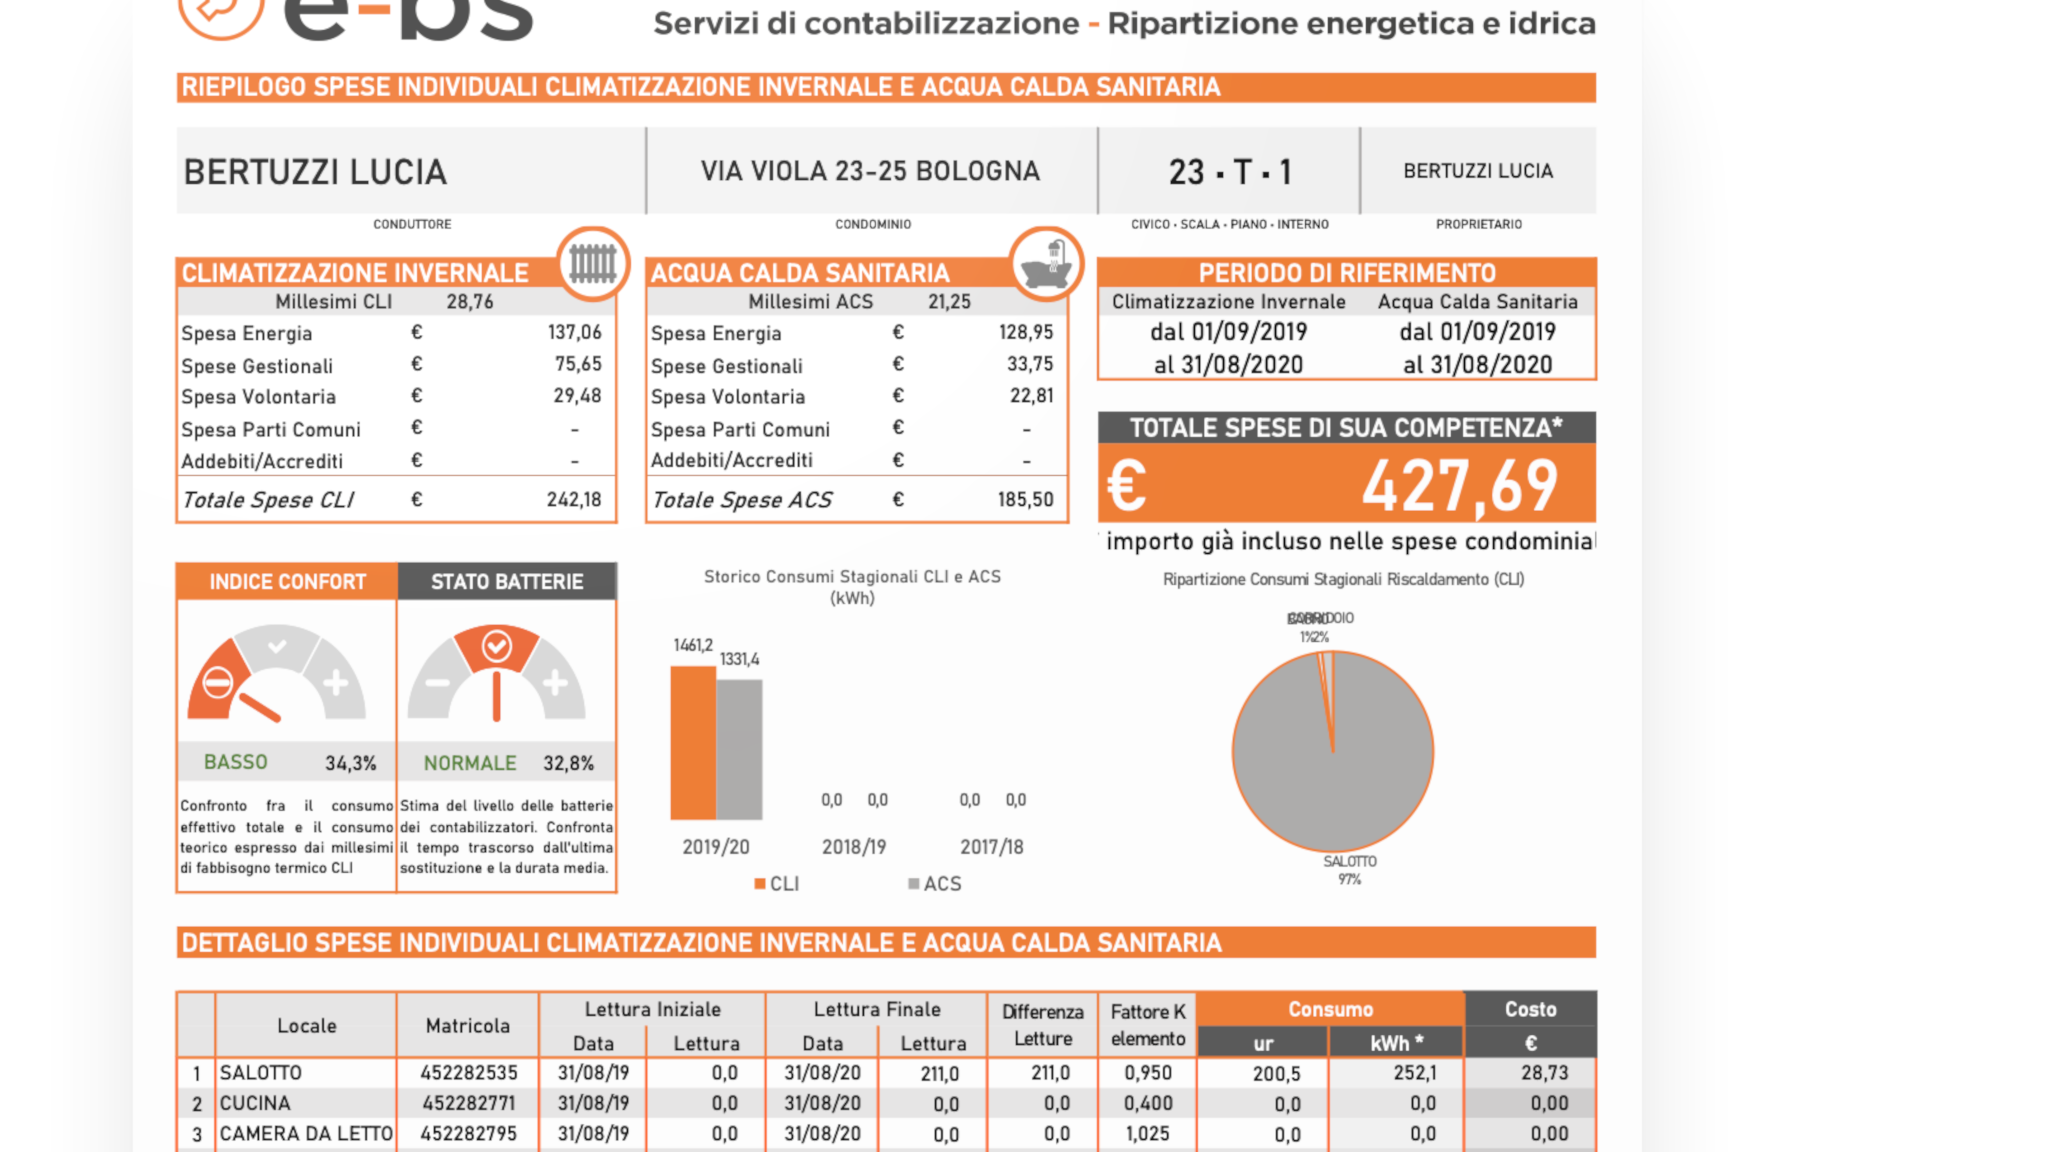 e-bs
Servizi di contabilizzazione - Ripartizione energetica e idrica
RIEPILOGO SPESE INDIVIDUALI CLIMATIZZAZIONE INVERNALE E ACQUA CALDA SANITARIA
BERTUZZI LUCIA
VIA VIOLA 23-25 BOLOGNA
23 · T · 1
BERTUZZI LUCIA
CONDUTTORE
CONDOMINIO
CIVICO · SCALA · PIANO · INTERNO
PROPRIETARIO
CLIMATIZZAZIONE INVERNALE
Millesimi CLI 28,76
Spesa Energia € 137,06
Spese Gestionali € 75,65
Spesa Volontaria € 29,48
Spesa Parti Comuni € -
Addebiti/Accrediti € -
Totale Spese CLI € 242,18
ACQUA CALDA SANITARIA
Millesimi ACS 21,25
Spesa Energia € 128,95
Spese Gestionali € 33,75
Spesa Volontaria € 22,81
Spesa Parti Comuni € -
Addebiti/Accrediti € -
Totale Spese ACS € 185,50
PERIODO DI RIFERIMENTO
Climatizzazione Invernale Acqua Calda Sanitaria
dal 01/09/2019 dal 01/09/2019
al 31/08/2020 al 31/08/2020
TOTALE SPESE DI SUA COMPETENZA*
€ 427,69
importo già incluso nelle spese condominial
INDICE CONFORT
BASSO 34,3%
Confronto fra il consumo
effettivo totale e il consumo
teorico espresso dai millesimi
di fabbisogno termico CLI
STATO BATTERIE
NORMALE 32,8%
Stima del livello delle batterie
dei contabilizzatori. Confronta
il tempo trascorso dall'ultima
sostituzione e la durata media.
Storico Consumi Stagionali CLI e ACS
(kWh)
1461,2
1331,4
0,0 0,0 0,0 0,0
2019/20 2018/19 2017/18
CLI ACS
Ripartizione Consumi Stagionali Riscaldamento (CLI)
CORRIDOIO
1% 2%
SALOTTO
97%
DETTAGLIO SPESE INDIVIDUALI CLIMATIZZAZIONE INVERNALE E ACQUA CALDA SANITARIA
Locale Matricola Lettura Iniziale Lettura Finale Differenza Letture Fattore K elemento Consumo Costo
Data Lettura Data Lettura ur kWh * €
1 SALOTTO 452282535 31/08/19 0,0 31/08/20 211,0 211,0 0,950 200,5 252,1 28,73
2 CUCINA 452282771 31/08/19 0,0 31/08/20 0,0 0,0 0,400 0,0 0,0 0,00
3 CAMERA DA LETTO 452282795 31/08/19 0,0 31/08/20 0,0 0,0 1,025 0,0 0,0 0,00